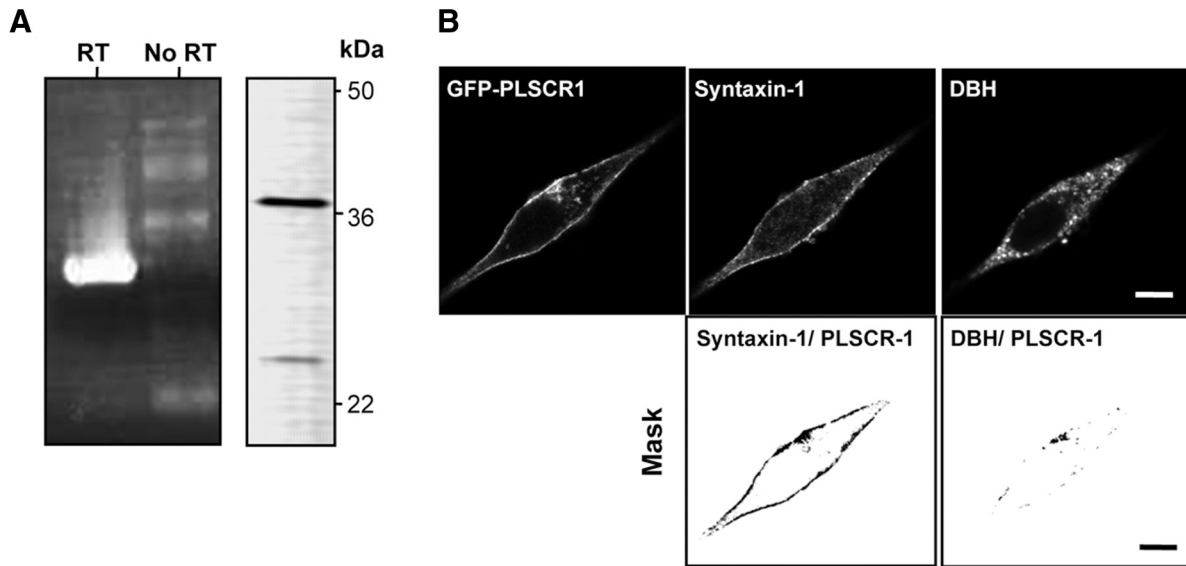 A
RT No RT
kDa
50
36
22
B
GFP-PLSCR1
Syntaxin-1
DBH
Syntaxin-1/ PLSCR-1
DBH/ PLSCR-1
Mask